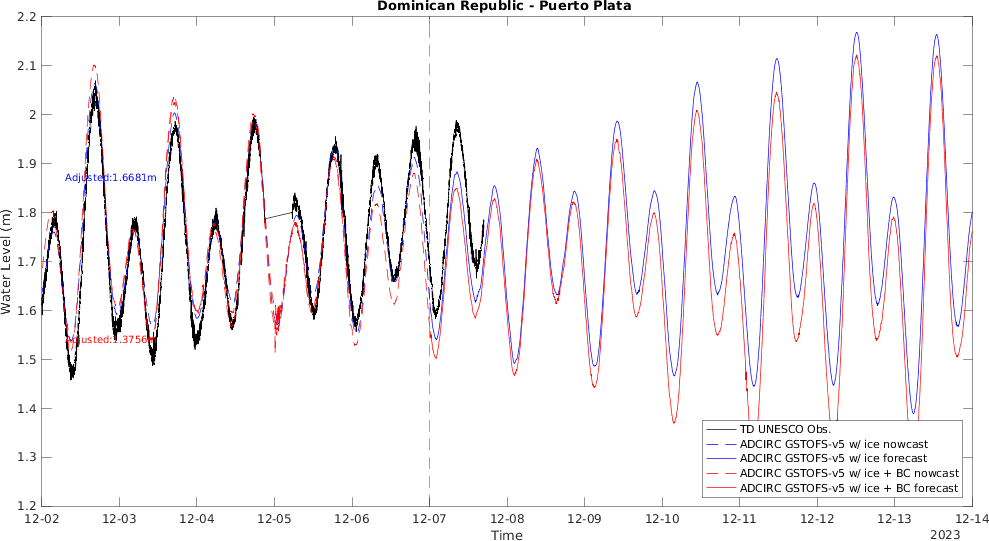 Dominican Republic - Puerto Plata
Water Level (m)
2.2
2.1
2
1.9
1.8
1.7
1.6
1.5
1.4
1.3
1.2
Adjusted:1.6681m
Adjusted:1.3756m
TD UNESCO Obs.
ADCIRC GSTOFS-v5 w/ ice nowcast
ADCIRC GSTOFS-v5 w/ ice forecast
ADCIRC GSTOFS-v5 w/ ice + BC nowcast
ADCIRC GSTOFS-v5 w/ ice + BC forecast
12-02 12-03 12-04 12-05 12-06 12-07 12-08 12-09 12-10 12-11 12-12 12-13 12-14
Time
2023